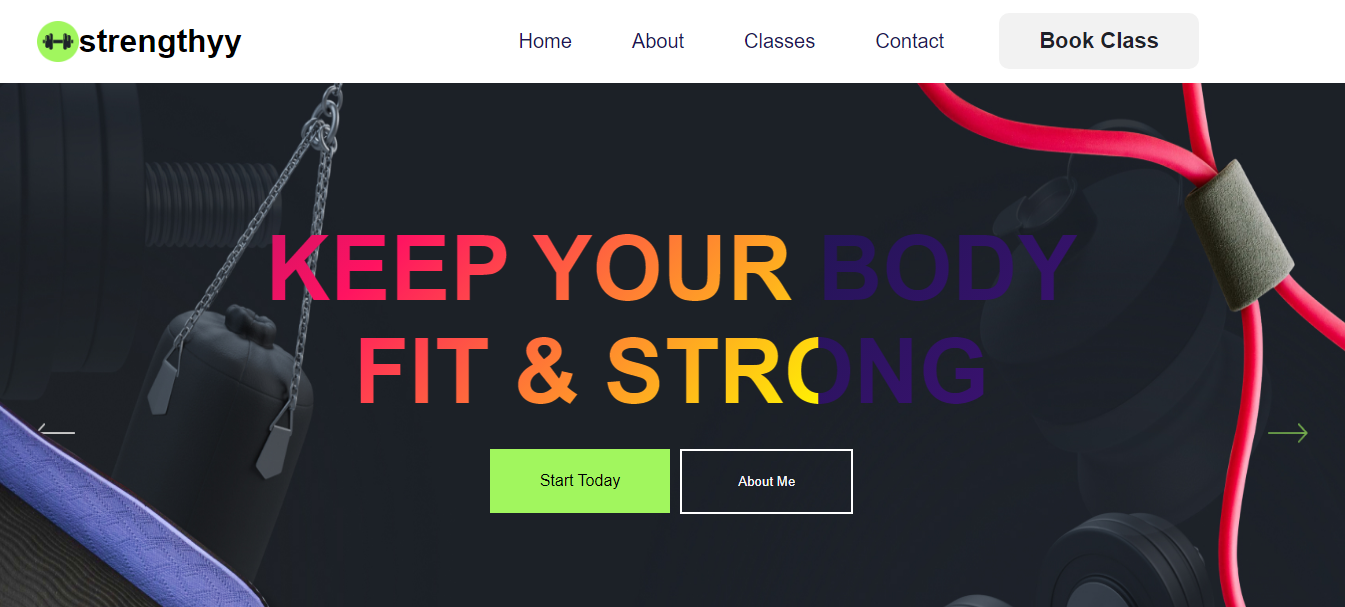 strengthyy
Home About Classes Contact Book Class
KEEP YOUR BODY
FIT & STRONG
Start Today About Me